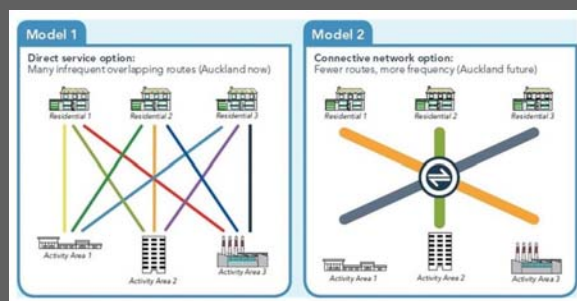 Model 1
Direct service option:
Many infrequent overlapping routes (Auckland now)
Residential 1
Residential 2
Residential 3
Activity Area 1
Activity Area 2
Activity Area 3
Model 2
Connective network option:
Fewer routes, more frequency (Auckland future)
Residential 1
Residential 2
Residential 3
Activity Area 1
Activity Area 2
Activity Area 3